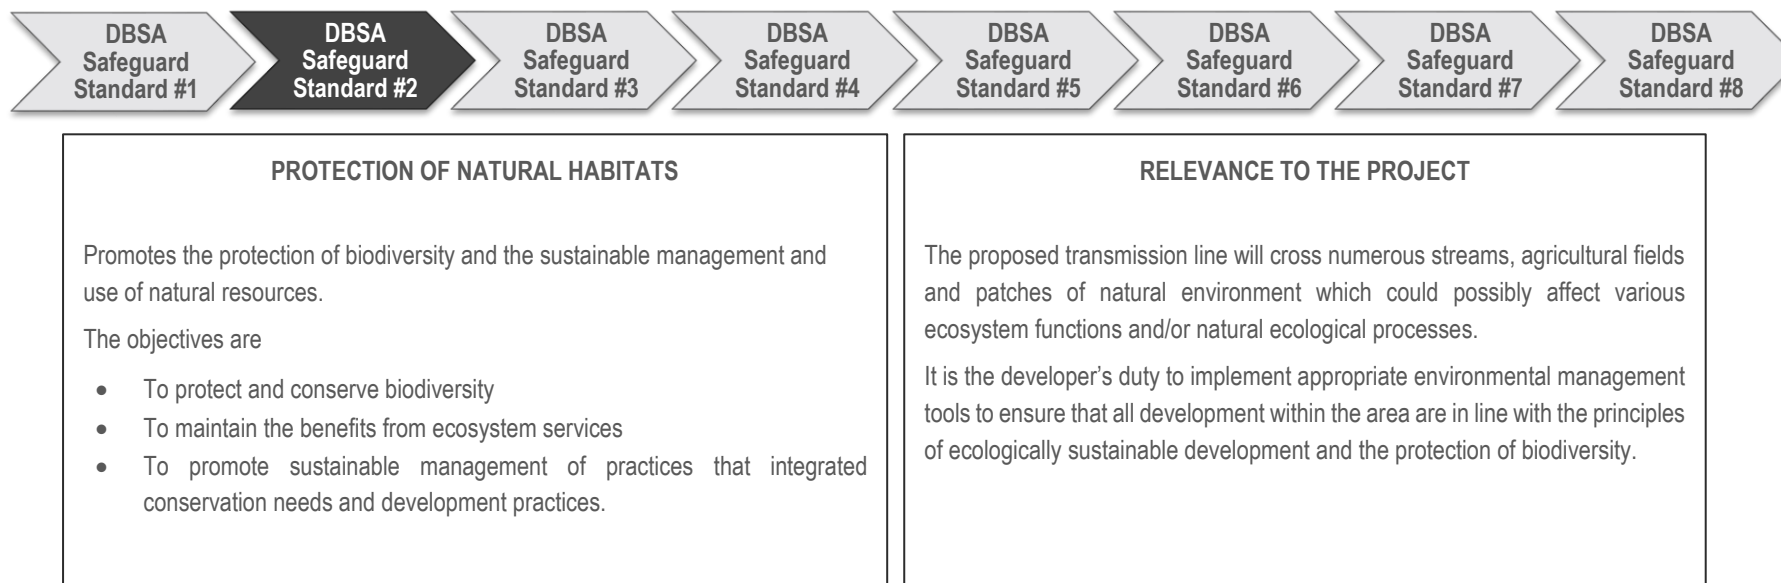 DBSA
Safeguard
Standard #1
DBSA
Safeguard
Standard #2
DBSA
Safeguard
Standard #3
DBSA
Safeguard
Standard #4
DBSA
Safeguard
Standard #5
DBSA
Safeguard
Standard #6
DBSA
Safeguard
Standard #7
DBSA
Safeguard
Standard #8
PROTECTION OF NATURAL HABITATS
Promotes the protection of biodiversity and the sustainable management and
use of natural resources.
The objectives are
• To protect and conserve biodiversity
• To maintain the benefits from ecosystem services
• To promote sustainable management of practices that integrated
conservation needs and development practices.
RELEVANCE TO THE PROJECT
The proposed transmission line will cross numerous streams, agricultural fields
and patches of natural environment which could possibly affect various
ecosystem functions and/or natural ecological processes.
It is the developer's duty to implement appropriate environmental management
tools to ensure that all development within the area are in line with the principles
of ecologically sustainable development and the protection of biodiversity.